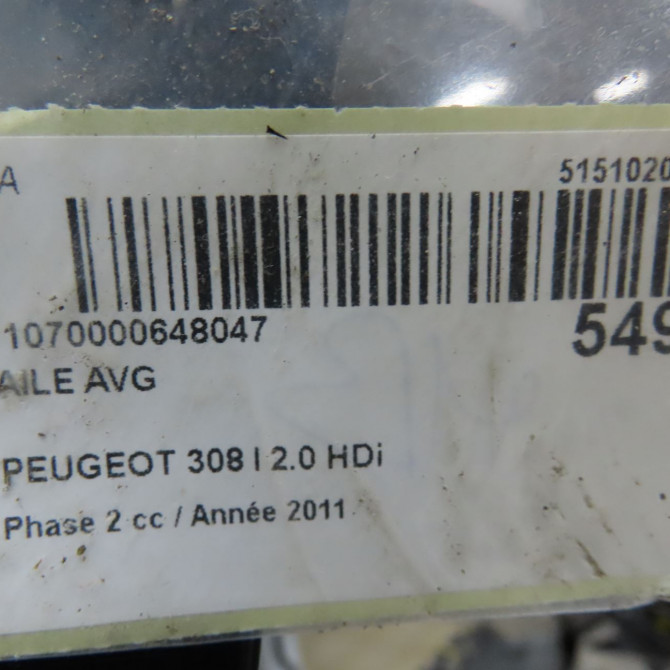 A 5151020
1070000648047 549
AILE AVG
PEUGEOT 308 I 2.0 HDi
Phase 2 cc / Année 2011